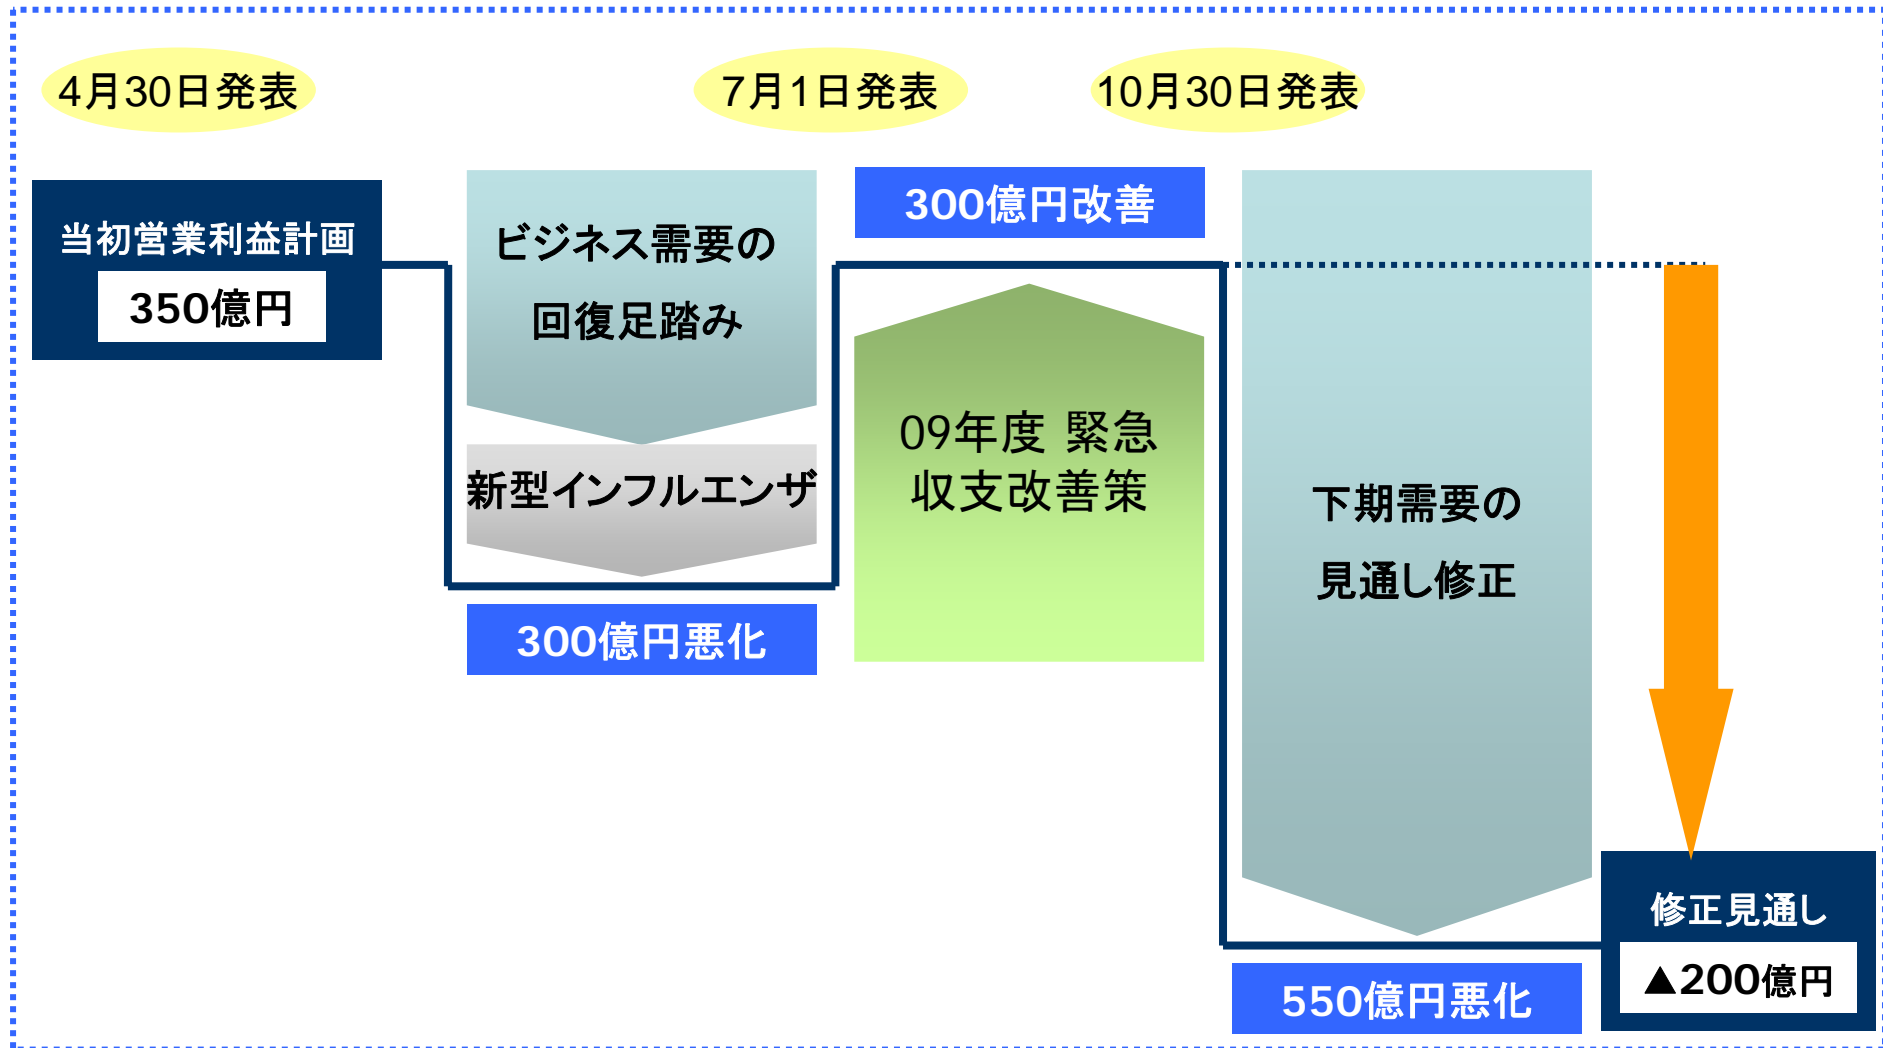 4月30日発表
7月1日発表
10月30日発表
当初営業利益計画
350億円
ビジネス需要の
回復足踏み
新型インフルエンザ
300億円悪化
300億円改善
09年度 緊急
収支改善策
下期需要の
見通し修正
550億円悪化
修正見通し
▲200億円